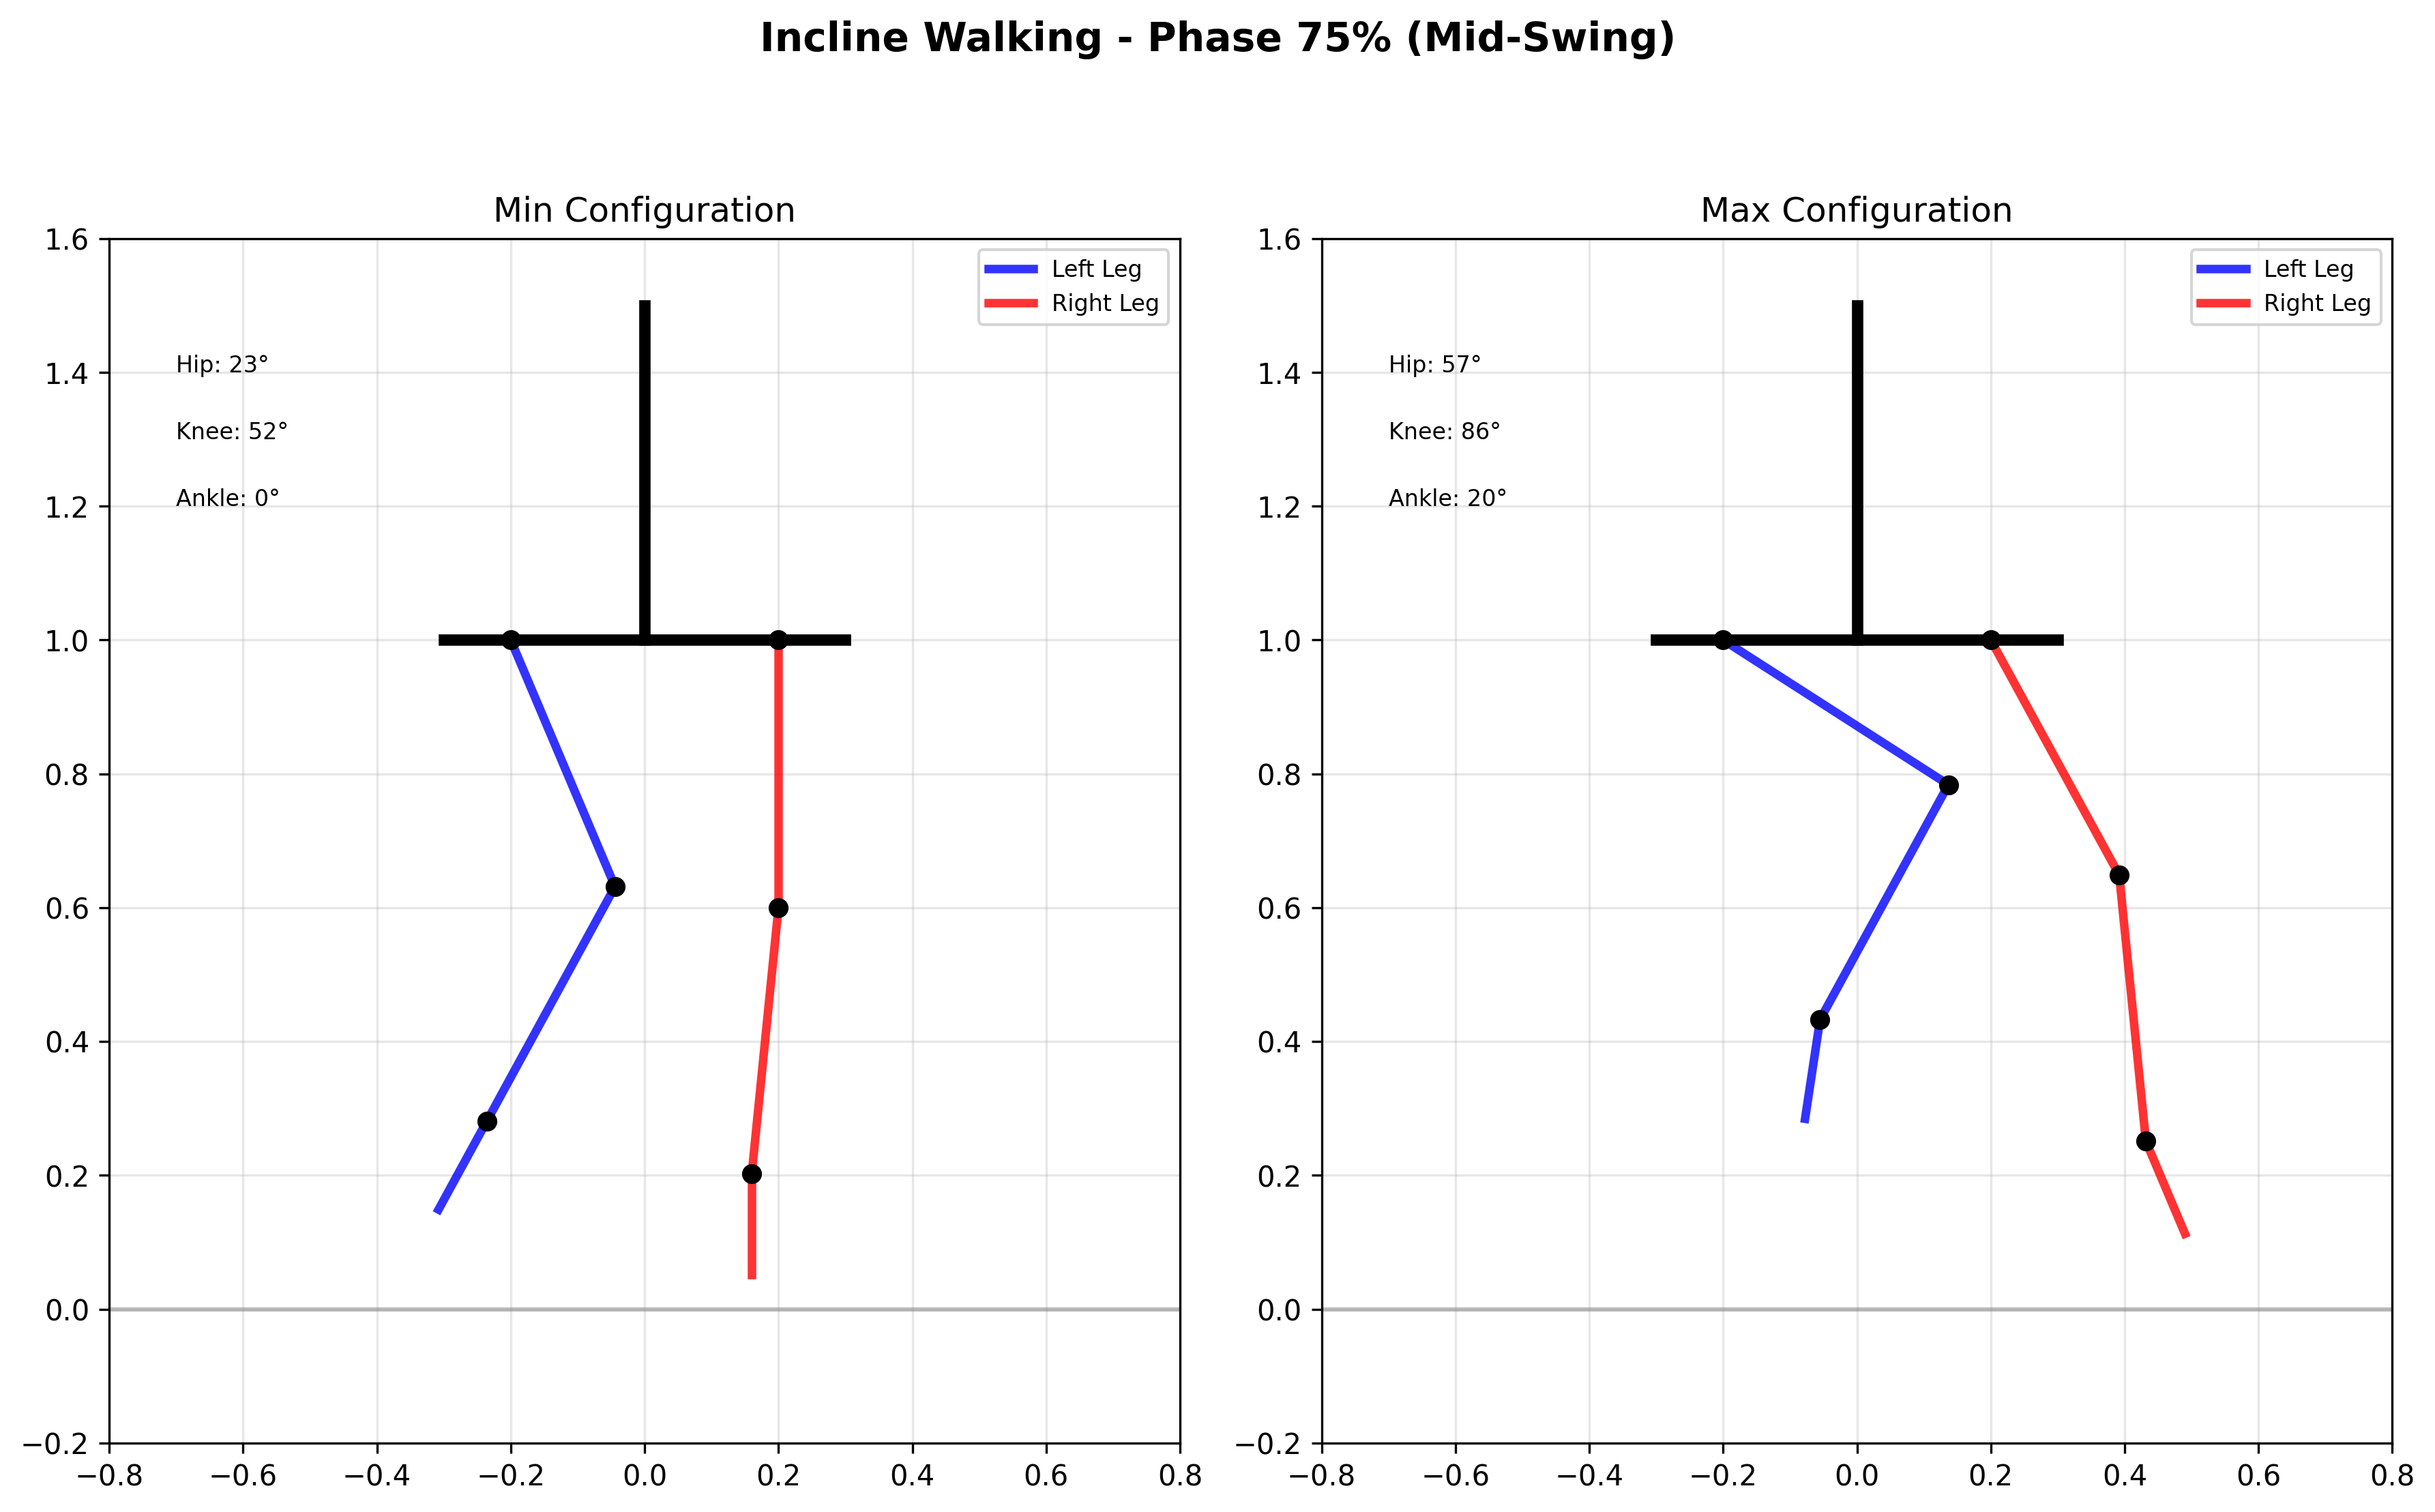 Incline Walking - Phase 75% (Mid-Swing)
Min Configuration
1.6
1.4
1.2
1.0
0.8
0.6
0.4
0.2
0.0
−0.2
−0.8
−0.6
−0.4
−0.2
0.0
0.2
0.4
0.6
0.8
Left Leg
Right Leg
Hip: 23°
Knee: 52°
Ankle: 0°
Max Configuration
1.6
1.4
1.2
1.0
0.8
0.6
0.4
0.2
0.0
−0.2
−0.8
−0.6
−0.4
−0.2
0.0
0.2
0.4
0.6
0.8
Left Leg
Right Leg
Hip: 57°
Knee: 86°
Ankle: 20°